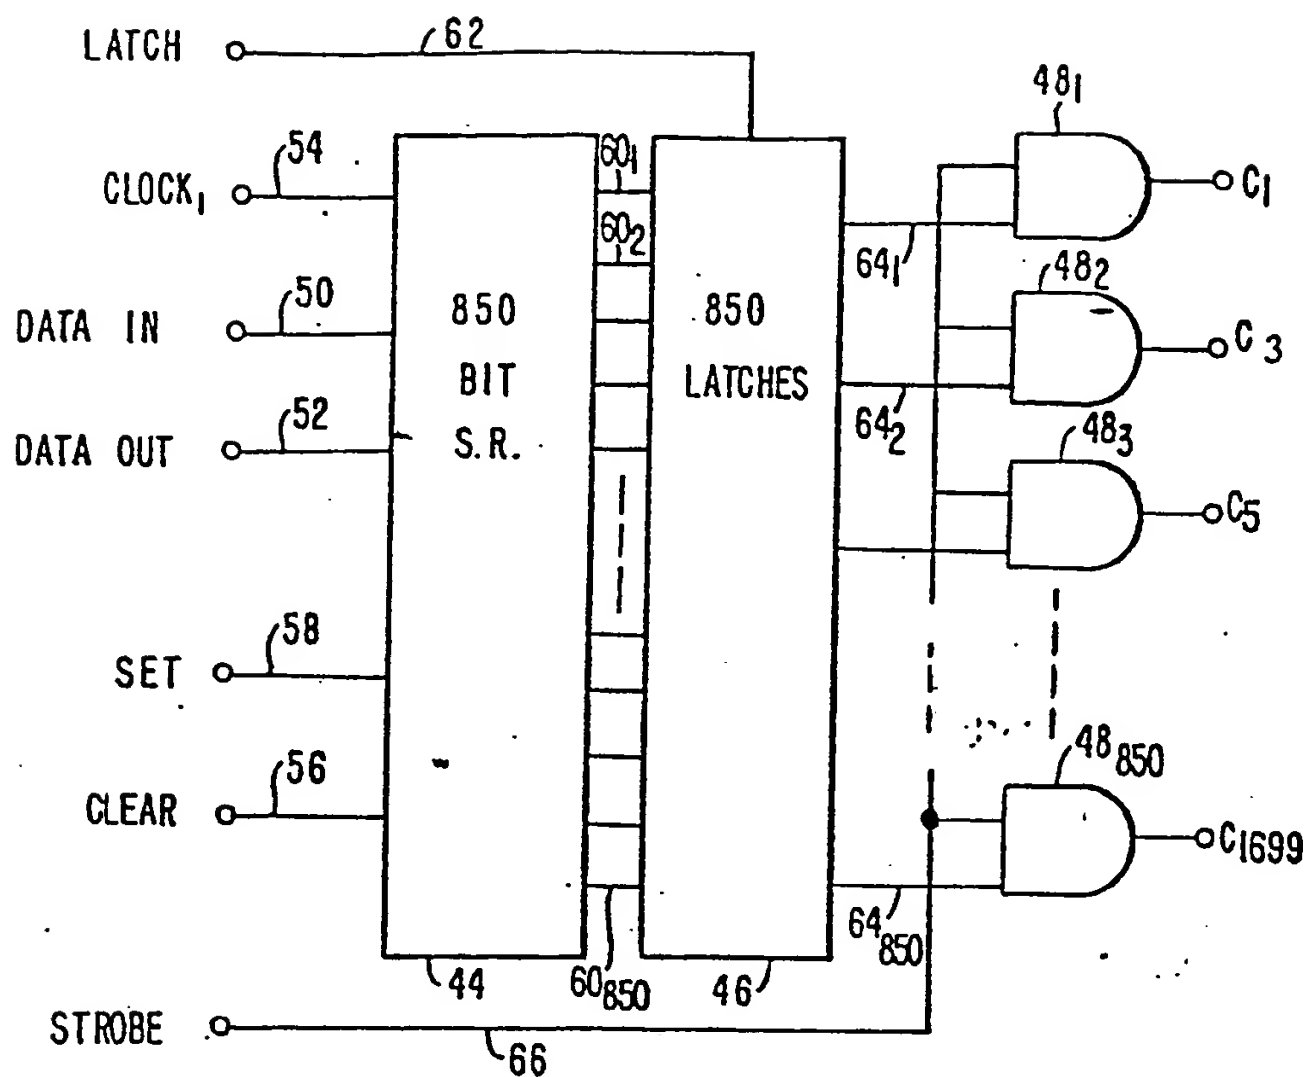 LATCH
62
48₁
54
60₁
CLOCK₁
C₁
60₂
64₁
48₂
50
DATA IN
850 BIT S.R.
850 LATCHES
C₃
52
64₂
48₃
DATA OUT
C₅
58
SET
56
48₈₅₀
CLEAR
C₁₆₉₉
64₈₅₀
44
60₈₅₀
46
STROBE
66